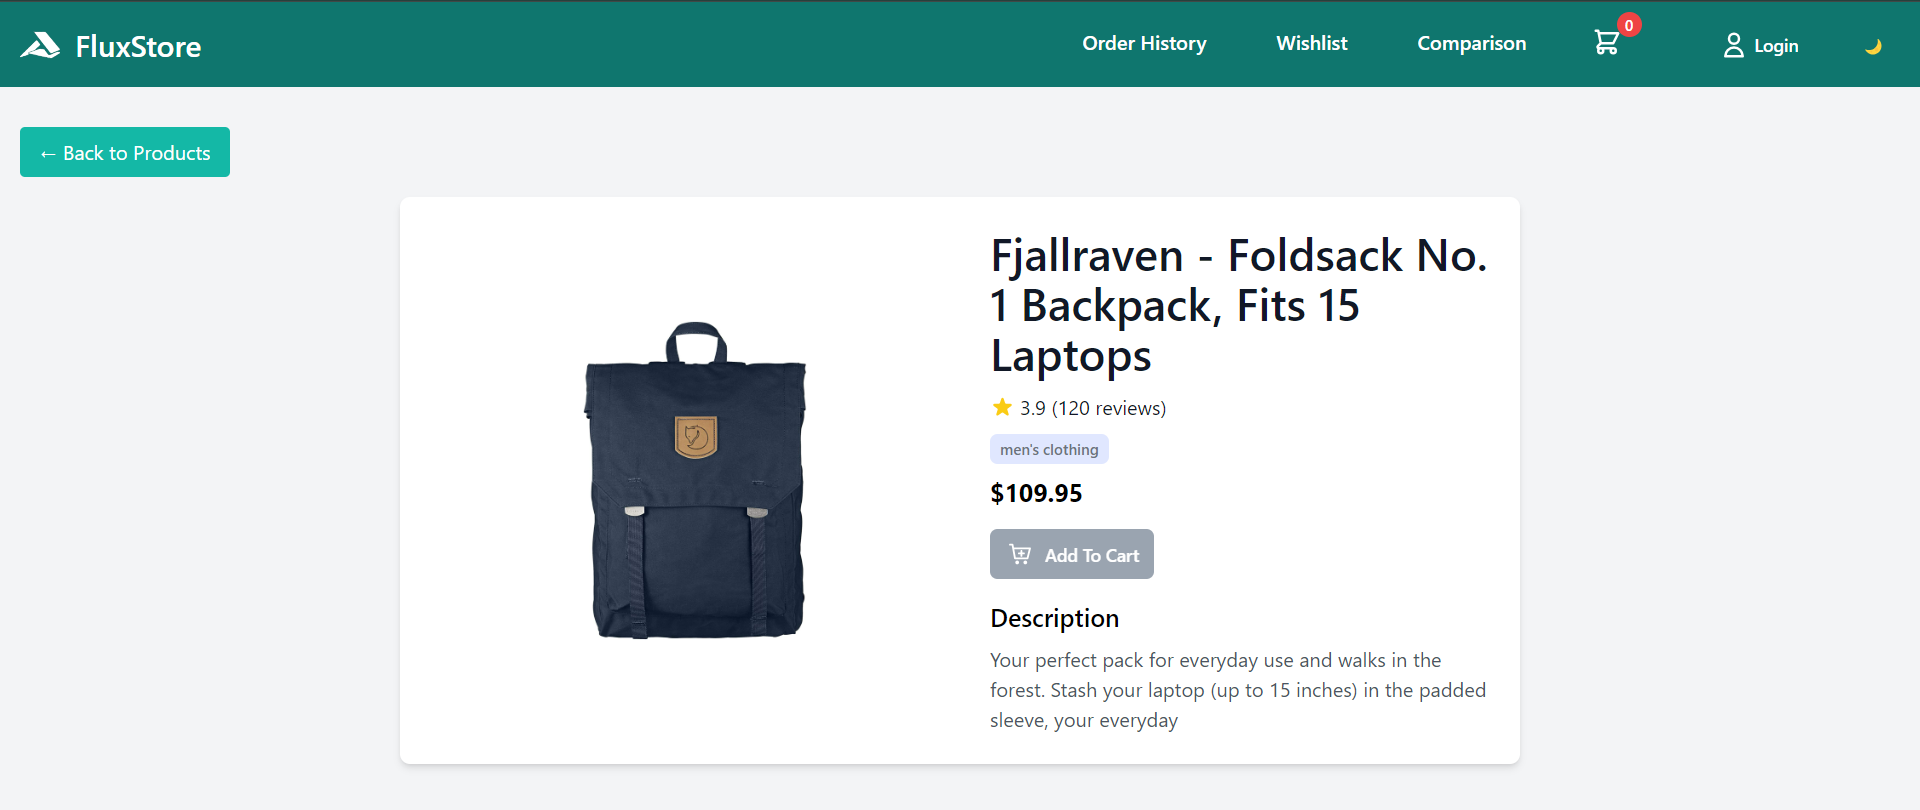 FluxStore
Order History
Wishlist
Comparison
0
Login
← Back to Products
Fjallraven - Foldsack No.
1 Backpack, Fits 15
Laptops
3.9 (120 reviews)
men's clothing
$109.95
Add To Cart
Description
Your perfect pack for everyday use and walks in the
forest. Stash your laptop (up to 15 inches) in the padded
sleeve, your everyday